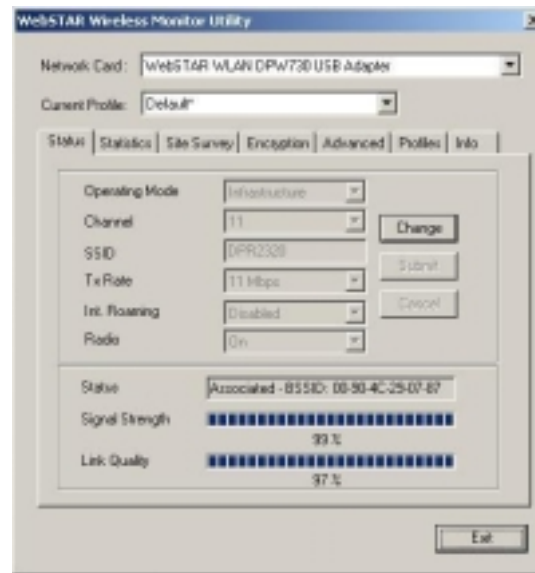 WebSTAR Wireless Monitor Utility
Network Card: WebSTAR WLAN DPW730 USB Adapter
Current Profile: Default*
Status Statistics Site Survey Encryption Advanced Profiles Info
Operating Mode Infrastructure
Channel 11
Change
SSID DPR2320
Submit
Tx Rate 11 Mbps
Cancel
Int. Roaming Disabled
Radio On
Status Associated - BSSID: 00-90-4C-29-07-87
Signal Strength
99 %
Link Quality
97 %
Exit